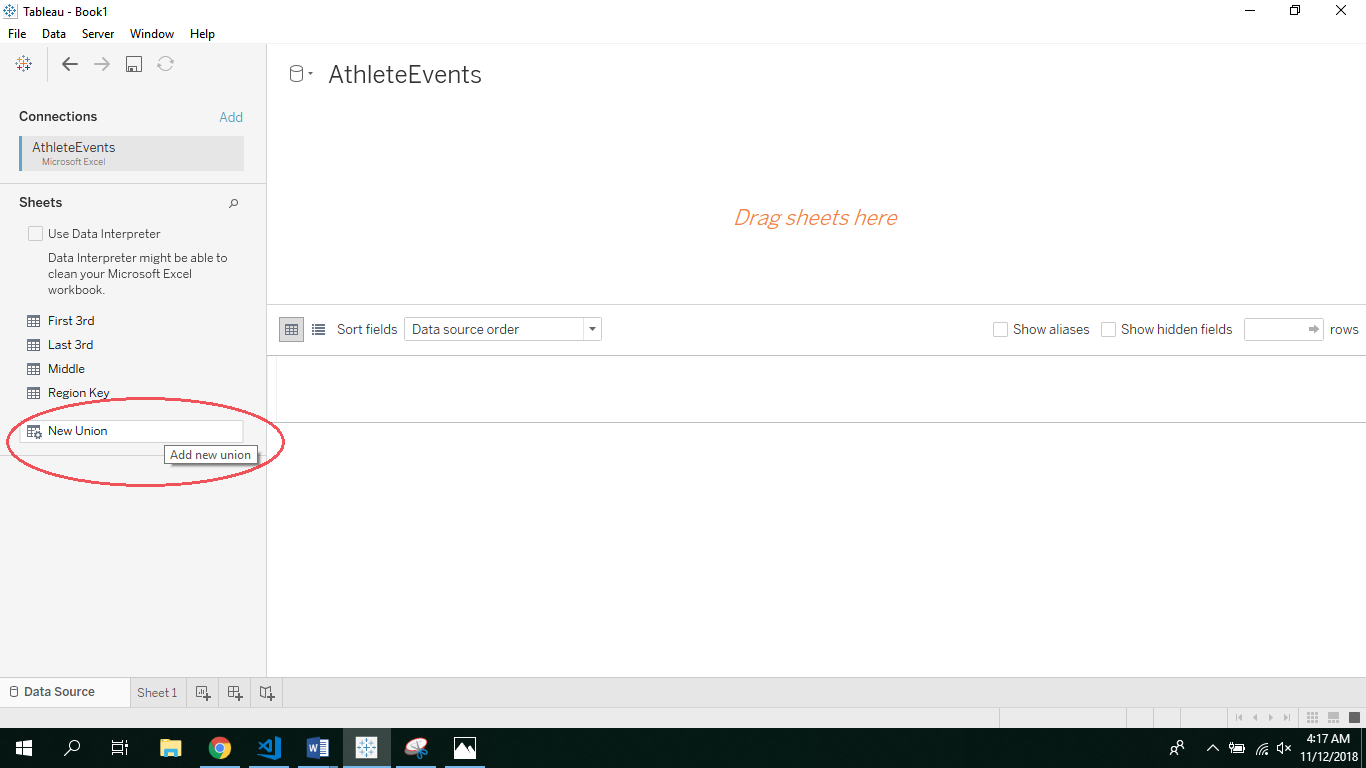 Tableau - Book1
File Data Server Window Help
AthleteEvents
Connections Add
AthleteEvents
Microsoft Excel
Sheets
Use Data Interpreter
Data Interpreter might be able to
clean your Microsoft Excel
workbook.
First 3rd
Last 3rd
Middle
Region Key
New Union
Add new union
Drag sheets here
Sort fields Data source order Show aliases Show hidden fields rows
Data Source Sheet 1
4:17 AM
11/12/2018